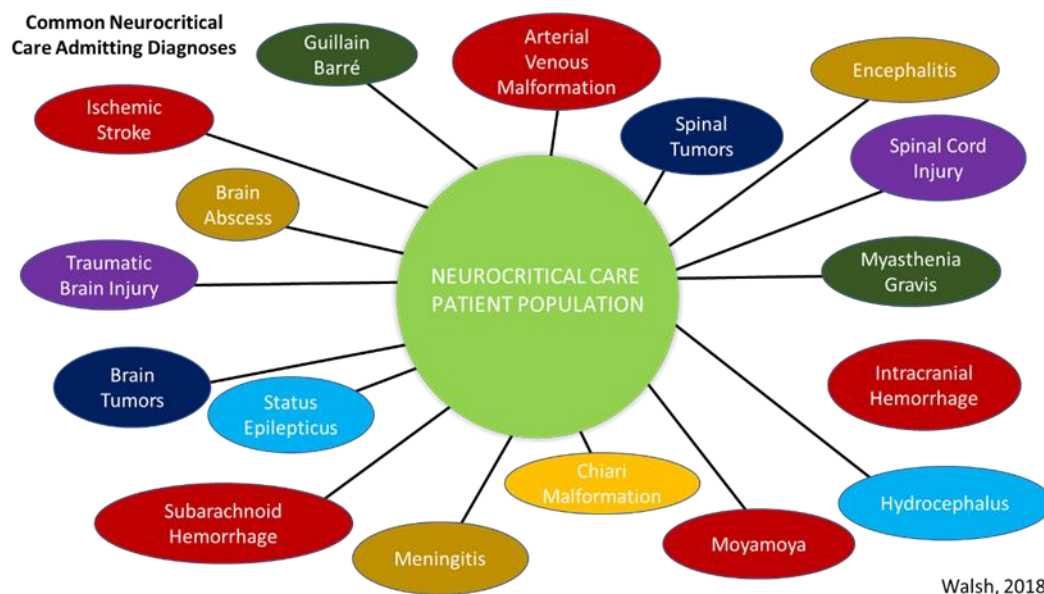 Common Neurocritical
Care Admitting Diagnoses
Guillain
Barré
Arterial
Venous
Malformation
Encephalitis
Ischemic
Stroke
Spinal
Tumors
Spinal Cord
Injury
Brain
Abscess
Traumatic
Brain Injury
NEUROCRITICAL CARE
PATIENT POPULATION
Myasthenia
Gravis
Brain
Tumors
Status
Epilepticus
Intracranial
Hemorrhage
Subarachnoid
Hemorrhage
Meningitis
Chiari
Malformation
Moyamoya
Hydrocephalus
Walsh, 2018